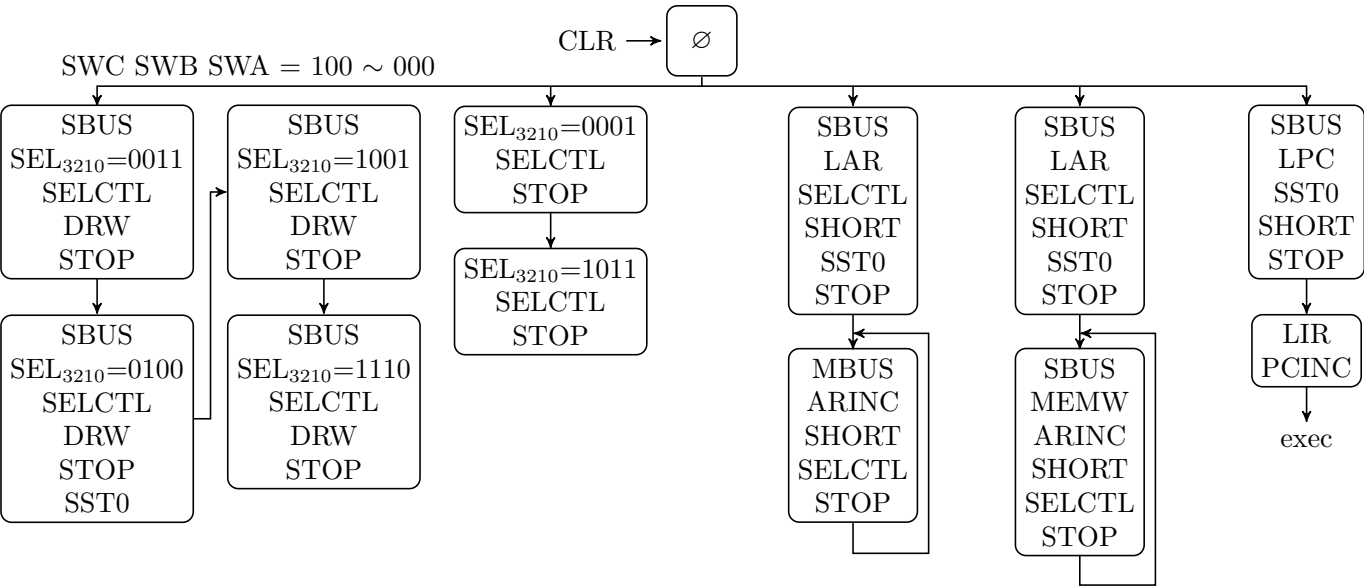 CLR
∅
SWC SWB SWA = 100 ∼ 000
SBUS
SEL₃₂₁₀=0011
SELCTL
DRW
STOP
SBUS
SEL₃₂₁₀=0100
SELCTL
DRW
STOP
SST0
SBUS
SEL₃₂₁₀=1001
SELCTL
DRW
STOP
SBUS
SEL₃₂₁₀=1110
SELCTL
DRW
STOP
SEL₃₂₁₀=0001
SELCTL
STOP
SEL₃₂₁₀=1011
SELCTL
STOP
SBUS
LAR
SELCTL
SHORT
SST0
STOP
MBUS
ARINC
SHORT
SELCTL
STOP
SBUS
LAR
SELCTL
SHORT
SST0
STOP
SBUS
MEMW
ARINC
SHORT
SELCTL
STOP
SBUS
LPC
SST0
SHORT
STOP
LIR
PCINC
exec